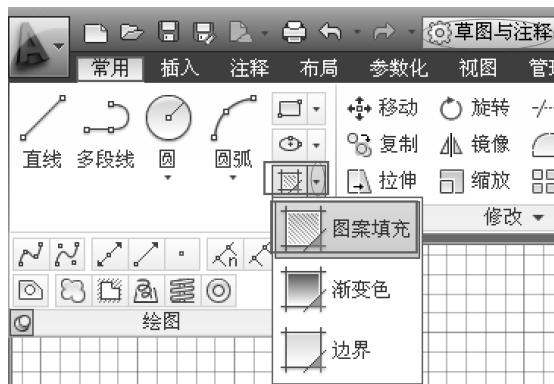 草图与注释
常用 插入 注释 布局 参数化 视图 管理
直线 多段线 圆 圆弧
移动 旋转
复制 镜像
拉伸 缩放
修改
图案填充
渐变色
边界
绘图